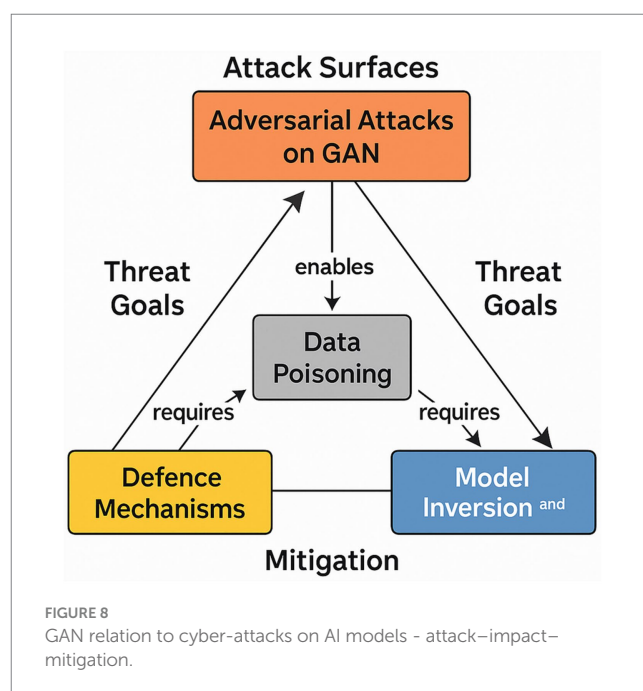 Attack Surfaces
Adversarial Attacks
on GAN
Threat
Goals
enables
Threat
Goals
Data
Poisoning
requires
requires
Defence
Mechanisms
Model
Inversion and
Mitigation
FIGURE 8
GAN relation to cyber-attacks on AI models - attack–impact–
mitigation.